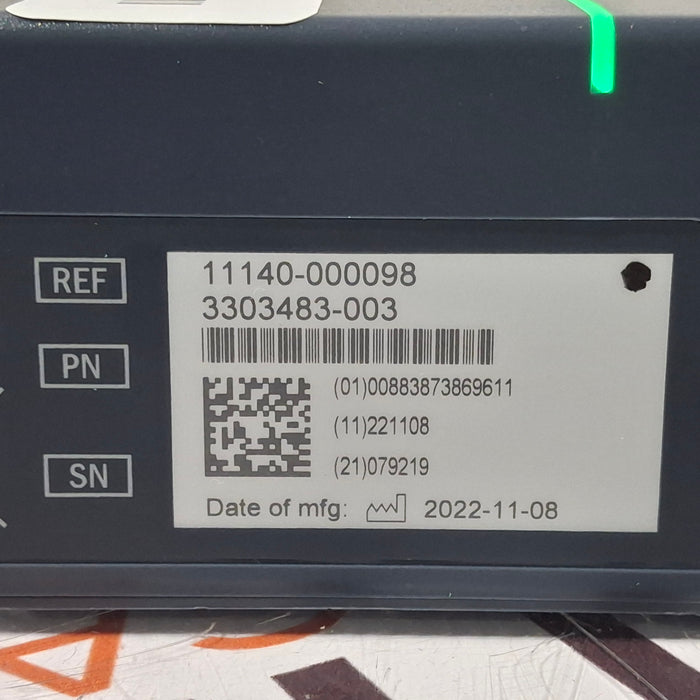 REF
11140-000098
3303483-003
PN
(01)00883873869611
(11)221108
SN
(21)079219
Date of mfg: 2022-11-08